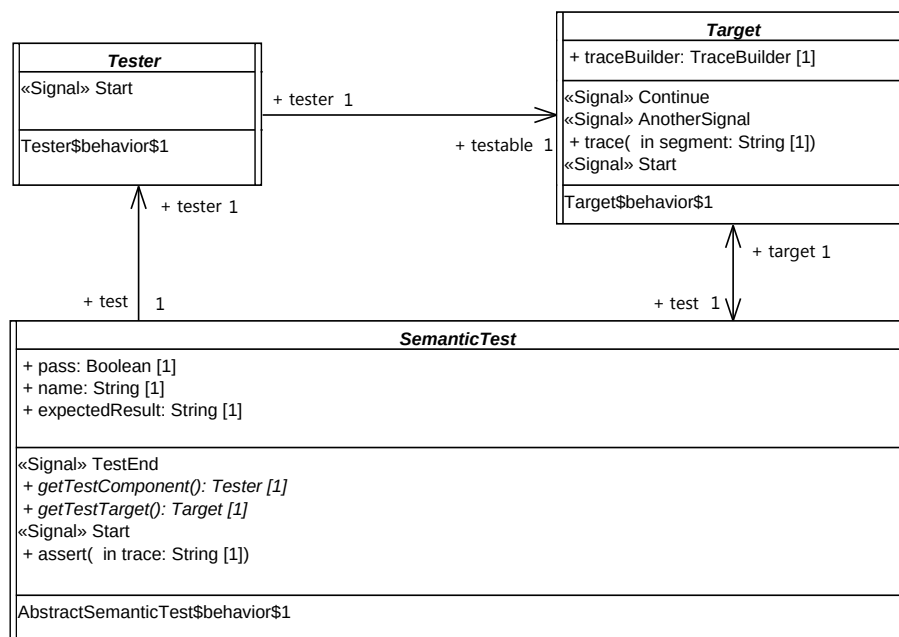 Tester
«Signal» Start
Tester$behavior$1
+ tester 1
+ testable 1
Target
+ traceBuilder: TraceBuilder [1]
«Signal» Continue
«Signal» AnotherSignal
+ trace( in segment: String [1])
«Signal» Start
Target$behavior$1
+ tester 1
+ test 1
+ target 1
+ test 1
SemanticTest
+ pass: Boolean [1]
+ name: String [1]
+ expectedResult: String [1]
«Signal» TestEnd
+ getTestComponent(): Tester [1]
+ getTestTarget(): Target [1]
«Signal» Start
+ assert( in trace: String [1])
AbstractSemanticTest$behavior$1